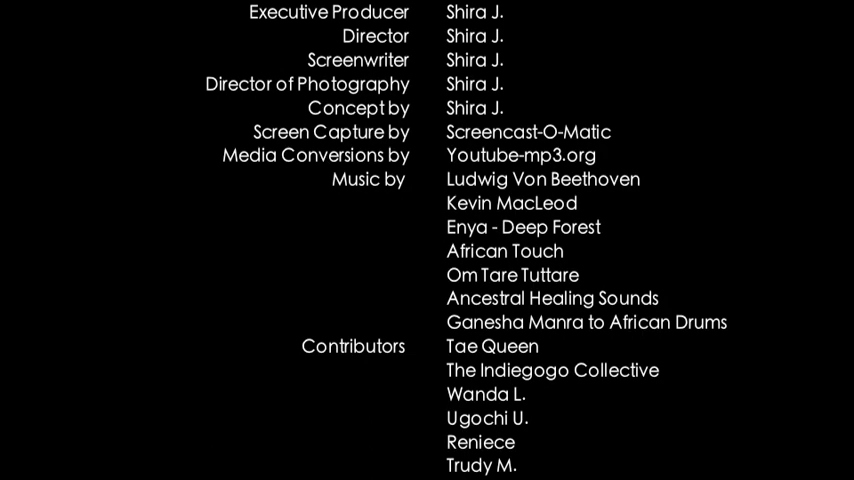 Executive Producer Shira J.
Director Shira J.
Screenwriter Shira J.
Director of Photography Shira J.
Concept by Shira J.
Screen Capture by Screencast-O-Matic
Media Conversions by Youtube-mp3.org
Music by Ludwig Von Beethoven
Kevin MacLeod
Enya - Deep Forest
African Touch
Om Tare Tuttare
Ancestral Healing Sounds
Ganesha Manra to African Drums
Contributors Tae Queen
The Indiegogo Collective
Wanda L.
Ugochi U.
Reniece
Trudy M.